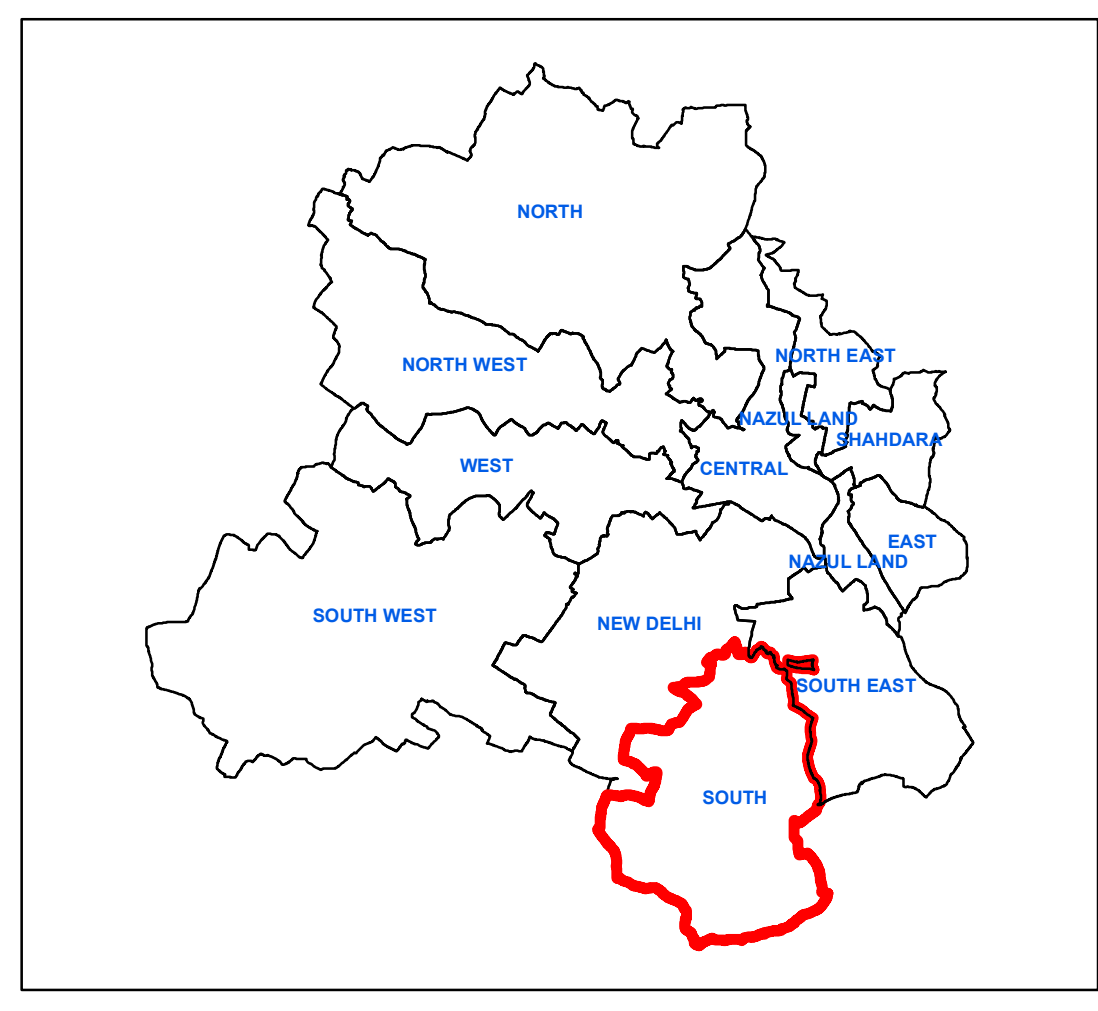 NORTH
NORTH EAST
NORTH WEST
NAZUL LAND
SHAHDARA
WEST
CENTRAL
EAST
NAZUL LAND
SOUTH WEST
NEW DELHI
SOUTH EAST
SOUTH